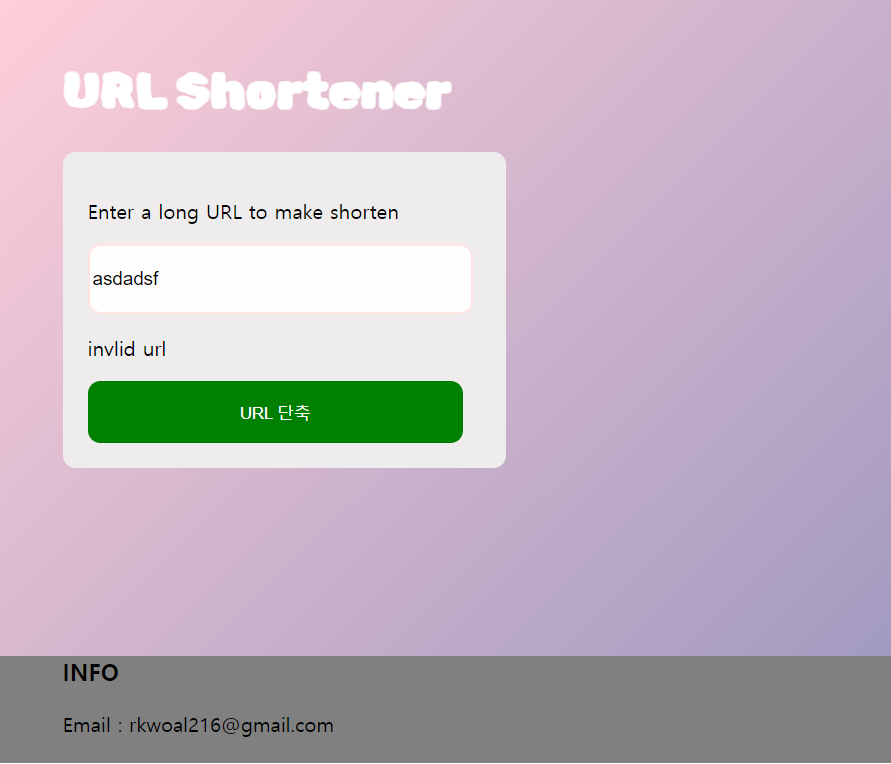 URL Shortener
Enter a long URL to make shorten
asdadsf
invlid url
URL 단축
INFO
Email : rkwoal216@gmail.com